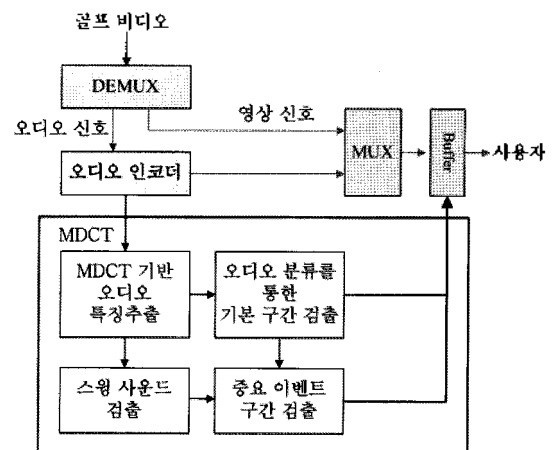 골프 비디오
DEMUX
영상 신호
오디오 신호
MUX
Buffer
사용자
오디오 인코더
MDCT
MDCT 기반
오디오
특징추출
오디오 분류를
통한
기본 구간 검출
스윙 사운드
검출
중요 이벤트
구간 검출